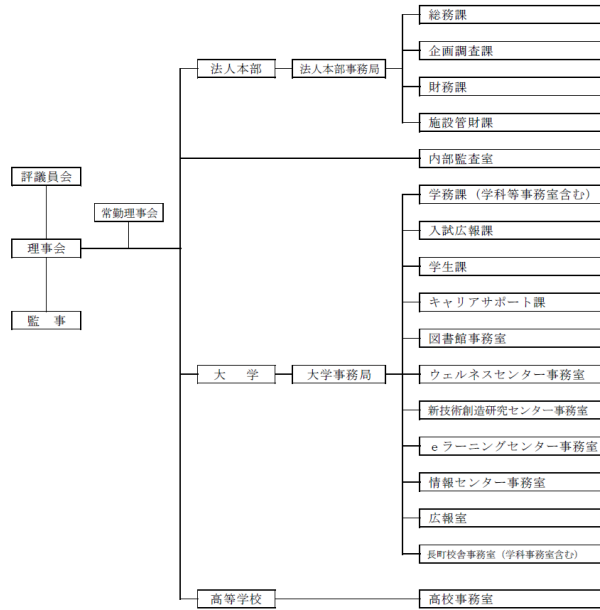 総務課
企画調査課
法人本部
法人本部事務局
財務課
施設管財課
内部監査室
評議員会
学務課（学科等事務室含む）
常勤理事会
入試広報課
理事会
学生課
キャリアサポート課
監　事
図書館事務室
大　学
大学事務局
ウェルネスセンター事務室
新技術創造研究センター事務室
ｅラーニングセンター事務室
情報センター事務室
広報室
長町校舎事務室（学科事務室含む）
高等学校
高校事務室